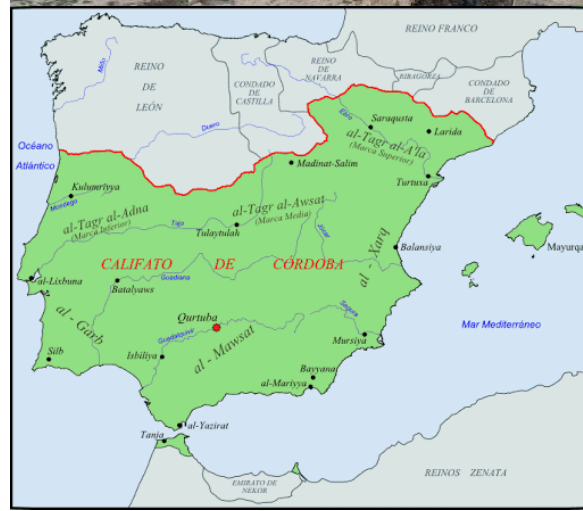 REINO FRANCO
REINO
DE
LEÓN
Miño
CONDADO
DE
CASTILLA
REINO
DE
NAVARRA
RIBAGORZA
CONDADO
DE
BARCELONA
Duero
Ebro
Saraqusta
Larida
al-Tagr al-A'la
(Marca Superior)
Océano
Atlántico
Madinat-Salim
Turtuxa
Kulumriyya
Mondego
al-Tagr al-Adna
(Marca Inferior)
al-Tagr al-Awsat
(Marca Media)
Tajo
Tulaytulah
Júcar
al - Xarq
Balansiya
Mayurqa
CALIFATO DE CÓRDOBA
al-Lixbuna
Batalyaws
Guadiana
al - Garb
Qurtuba
Guadalquivir
al - Mawsat
Segura
Mursiya
Mar Mediterráneo
Silb
Isbiliya
Bayyana
al-Mariyya
al-Yazirat
Tanja
EMIRATO DE
NEKOR
REINOS ZENATA